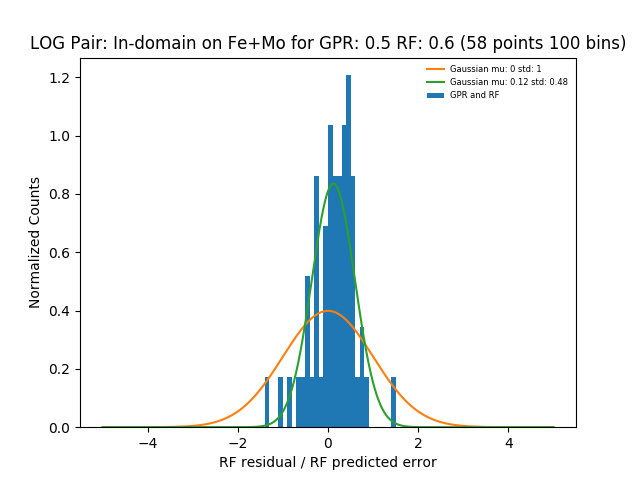 LOG Pair: In-domain on Fe+Mo for GPR: 0.5 RF: 0.6 (58 points 100 bins)
Gaussian mu: 0 std: 1
Gaussian mu: 0.12 std: 0.48
GPR and RF
Normalized Counts
1.2
1.0
0.8
0.6
0.4
0.2
0.0
−4 −2 0 2 4
RF residual / RF predicted error